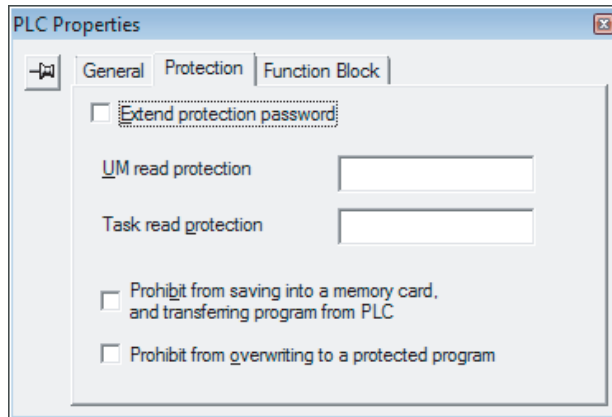 PLC Properties
General Protection Function Block
Extend protection password
UM read protection
Task read protection
Prohibit from saving into a memory card,
and transferring program from PLC
Prohibit from overwriting to a protected program